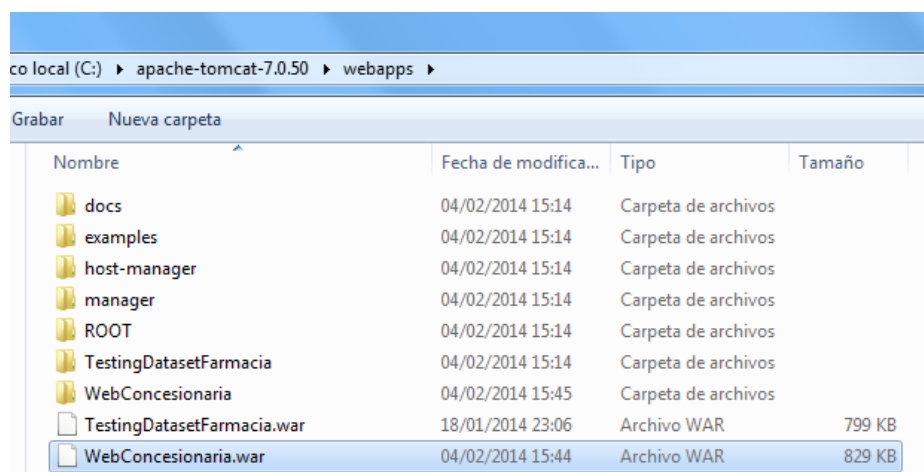 co local (C:) ▸ apache-tomcat-7.0.50 ▸ webapps ▸
Grabar Nueva carpeta
Nombre Fecha de modifica... Tipo Tamaño
docs 04/02/2014 15:14 Carpeta de archivos
examples 04/02/2014 15:14 Carpeta de archivos
host-manager 04/02/2014 15:14 Carpeta de archivos
manager 04/02/2014 15:14 Carpeta de archivos
ROOT 04/02/2014 15:14 Carpeta de archivos
TestingDatasetFarmacia 04/02/2014 15:14 Carpeta de archivos
WebConcesionaria 04/02/2014 15:45 Carpeta de archivos
TestingDatasetFarmacia.war 18/01/2014 23:06 Archivo WAR 799 KB
WebConcesionaria.war 04/02/2014 15:44 Archivo WAR 829 KB